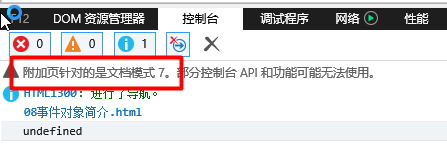 F12 DOM 资源管理器 控制台 调试程序 网络 性能
0 0 1
附加页针对的是文档模式 7。部分控制台 API 和功能可能无法使用。
HTML1300: 进行了导航。
08事件对象简介.html
undefined